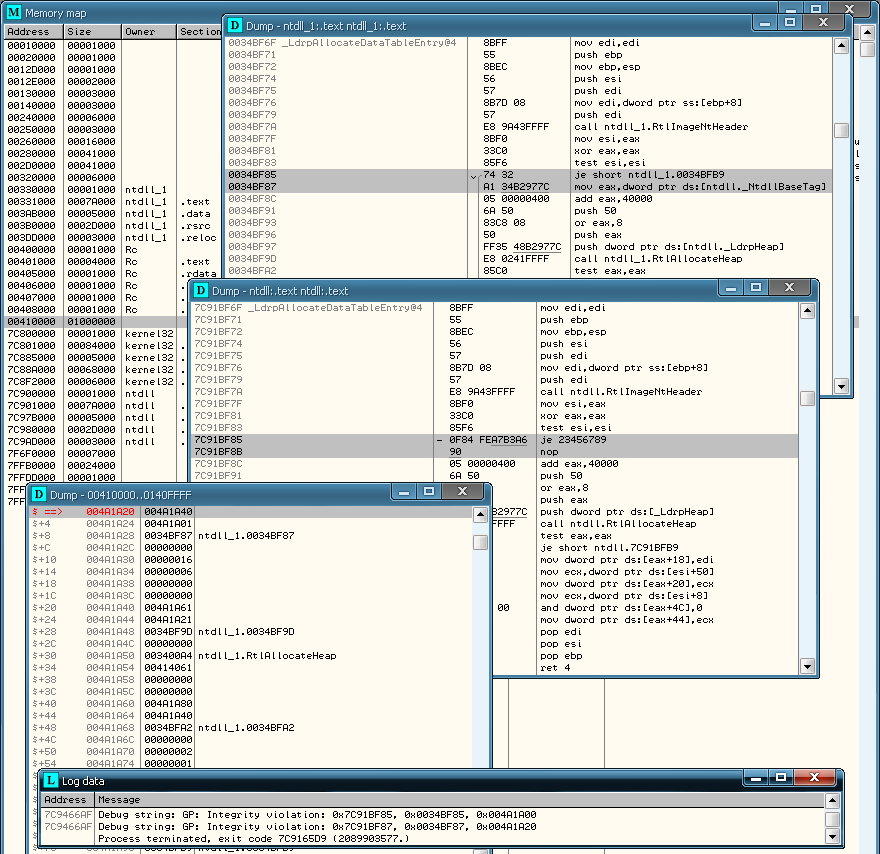 Memory map
Address Size Owner Section
00010000 00001000
00020000 00001000
0012D000 00001000
0012E000 00002000
00130000 00003000
00140000 00003000
00240000 00006000
00250000 00003000
00260000 00016000
00280000 00041000
002D0000 00041000
00320000 00006000
00330000 00001000 ntdll_1
00331000 0007A000 ntdll_1 .text
003AB000 00005000 ntdll_1 .data
003B0000 0002D000 ntdll_1 .rsrc
003DD000 00003000 ntdll_1 .reloc
00400000 00001000 Rc
00401000 00004000 Rc .text
00405000 00001000 Rc .rdata
00406000 00001000 Rc
00407000 00001000 Rc
00408000 00001000 Rc
00410000 01000000
7C800000 00001000 kernel32
7C801000 00084000 kernel32
7C885000 00005000 kernel32
7C88A000 00068000 kernel32
7C8F2000 00006000 kernel32
7C900000 00001000 ntdll
7C901000 0007A000 ntdll
7C97B000 00005000 ntdll
7C980000 0002D000 ntdll
7C9AD000 00003000 ntdll
7F6F0000 00007000
7FFB0000 00024000
Dump - ntdll_1:.text ntdll_1:.text
0034BF6F _LdrpAllocateDataTableEntry@4 8BFF mov edi,edi
0034BF71 55 push ebp
0034BF72 8BEC mov ebp,esp
0034BF74 56 push esi
0034BF75 57 push edi
0034BF76 8B7D 08 mov edi,dword ptr ss:[ebp+8]
0034BF79 57 push edi
0034BF7A E8 9A43FFFF call ntdll_1.RtlImageNtHeader
0034BF7F 8BF0 mov esi,eax
0034BF81 33C0 xor eax,eax
0034BF83 85F6 test esi,esi
0034BF85 74 32 je short ntdll_1.0034BFB9
0034BF87 A1 34B2977C mov eax,dword ptr ds:[ntdll._NtdllBaseTag]
0034BF8C 05 00000400 add eax,40000
0034BF91 6A 50 push 50
0034BF93 83C8 08 or eax,8
0034BF96 50 push eax
0034BF97 FF35 48B2977C push dword ptr ds:[ntdll._LdrpHeap]
0034BF9D E8 0241FFFF call ntdll_1.RtlAllocateHeap
0034BFA2 85C0 test eax,eax
Dump - ntdll:.text ntdll:.text
7C91BF6F _LdrpAllocateDataTableEntry@4 8BFF mov edi,edi
7C91BF71 55 push ebp
7C91BF72 8BEC mov ebp,esp
7C91BF74 56 push esi
7C91BF75 57 push edi
7C91BF76 8B7D 08 mov edi,dword ptr ss:[ebp+8]
7C91BF79 57 push edi
7C91BF7A E8 9A43FFFF call ntdll.RtlImageNtHeader
7C91BF7F 8BF0 mov esi,eax
7C91BF81 33C0 xor eax,eax
7C91BF83 85F6 test esi,esi
7C91BF85 - 0F84 FEA7B3A6 je 23456789
7C91BF8B 90 nop
7C91BF8C 05 00000400 add eax,40000
7C91BF91 6A 50 push 50
or eax,8
push eax
B2977C push dword ptr ds:[_LdrpHeap]
FFFF call ntdll.RtlAllocateHeap
test eax,eax
je short ntdll.7C91BFB9
mov dword ptr ds:[eax+18],edi
mov ecx,dword ptr ds:[esi+50]
mov dword ptr ds:[eax+20],ecx
mov ecx,dword ptr ds:[esi+8]
00 and dword ptr ds:[eax+4C],0
mov dword ptr ds:[eax+44],ecx
pop edi
pop esi
pop ebp
ret 4
Dump - 00410000..0140FFFF
$ ==> 004A1A20 004A1A40
$+4 004A1A24 004A1A01
$+8 004A1A28 0034BF87 ntdll_1.0034BF87
$+C 004A1A2C 00000000
$+10 004A1A30 00000016
$+14 004A1A34 00000006
$+18 004A1A38 00000000
$+1C 004A1A3C 00000000
$+20 004A1A40 004A1A61
$+24 004A1A44 004A1A21
$+28 004A1A48 0034BF9D ntdll_1.0034BF9D
$+2C 004A1A4C 00000000
$+30 004A1A50 003400A4 ntdll_1.RtlAllocateHeap
$+34 004A1A54 00414061
$+38 004A1A58 00000000
$+3C 004A1A5C 00000000
$+40 004A1A60 004A1A80
$+44 004A1A64 004A1A40
$+48 004A1A68 0034BFA2 ntdll_1.0034BFA2
$+4C 004A1A6C 00000000
$+50 004A1A70 00000002
$+54 004A1A74 00000001
Log data
Address Message
7C9466AF Debug string: GP: Integrity violation: 0x7C91BF85, 0x0034BF85, 0x004A1A00
7C9466AF Debug string: GP: Integrity violation: 0x7C91BF87, 0x0034BF87, 0x004A1A20
Process terminated, exit code 7C9165D9 (2089903577.)